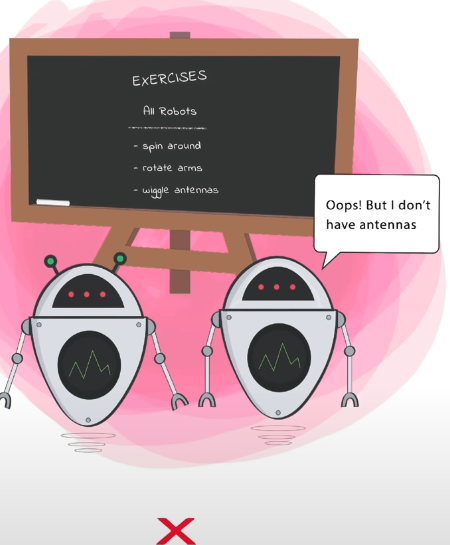 EXERCISES
All Robots
- spin around
- rotate arms
- wiggle antennas
Oops! But I don't
have antennas